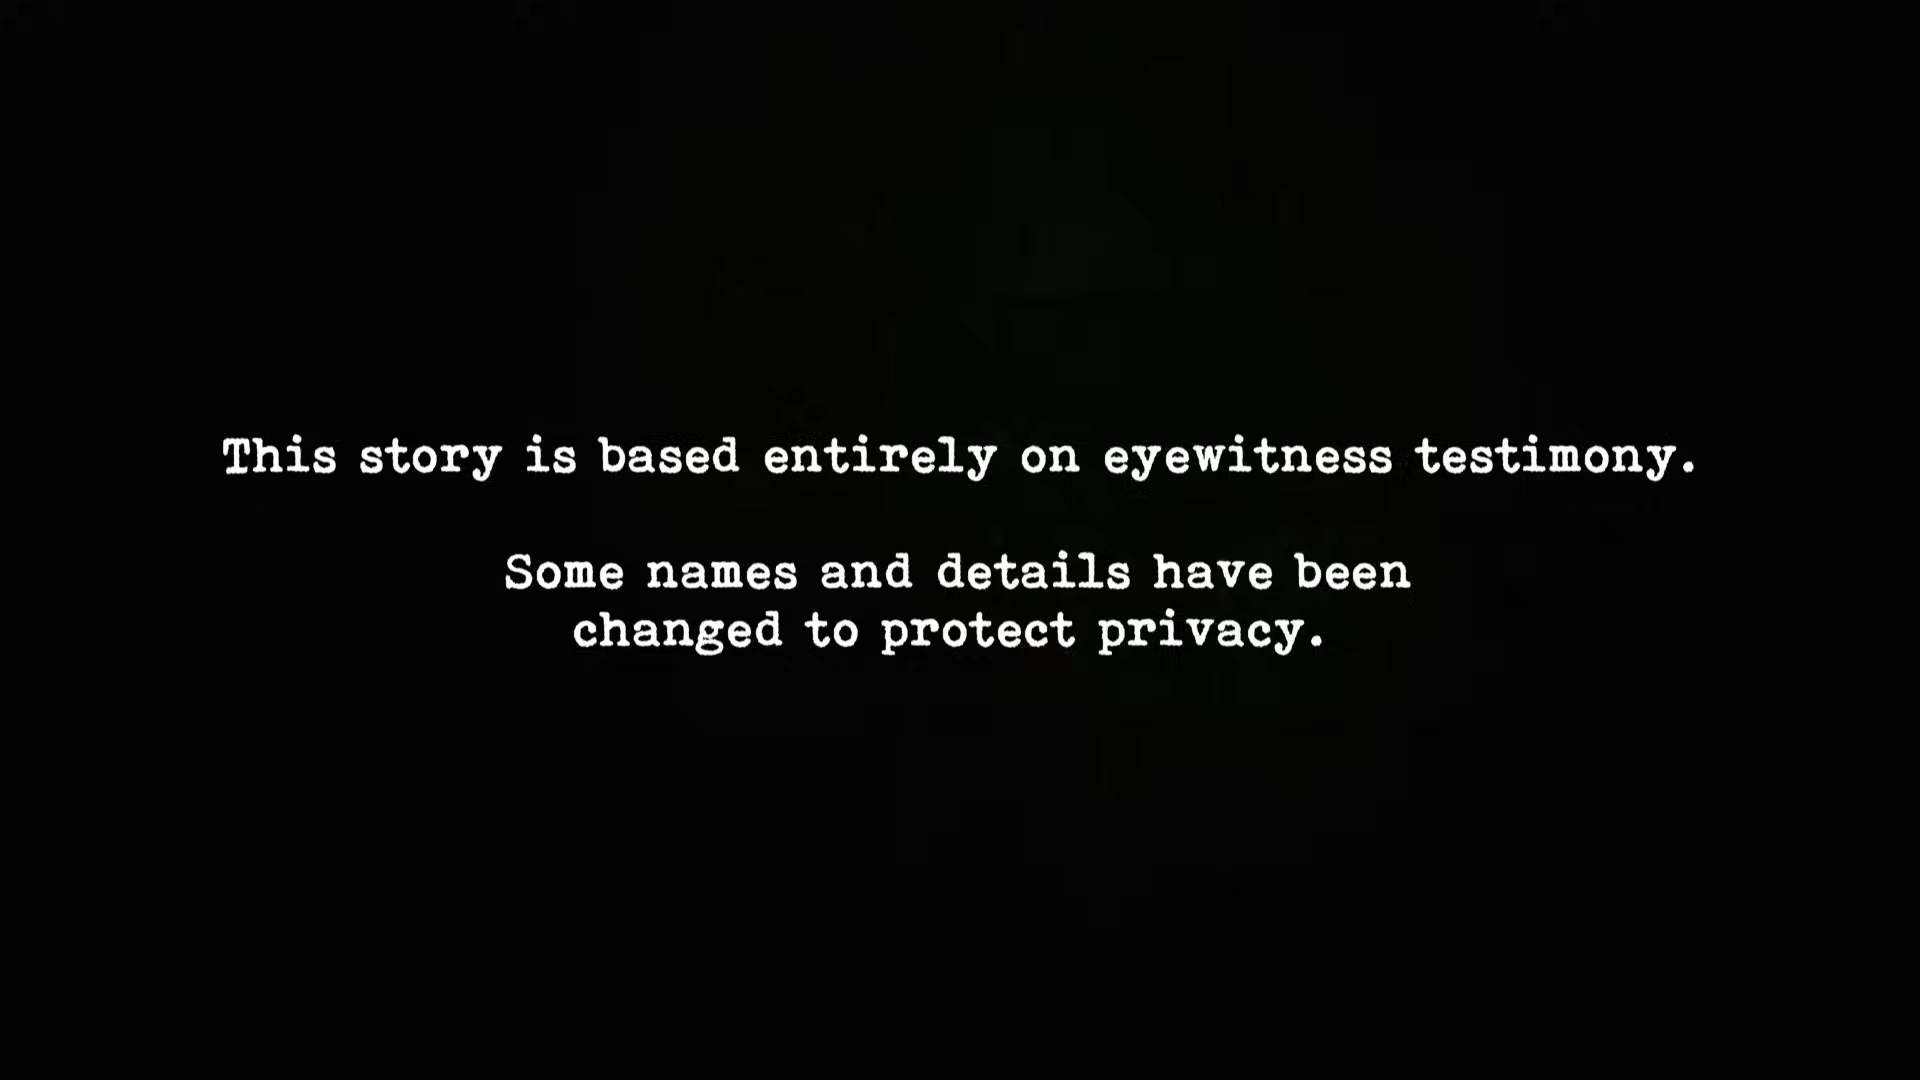 This story is based entirely on eyewitness testimony.
Some names and details have been
changed to protect privacy.